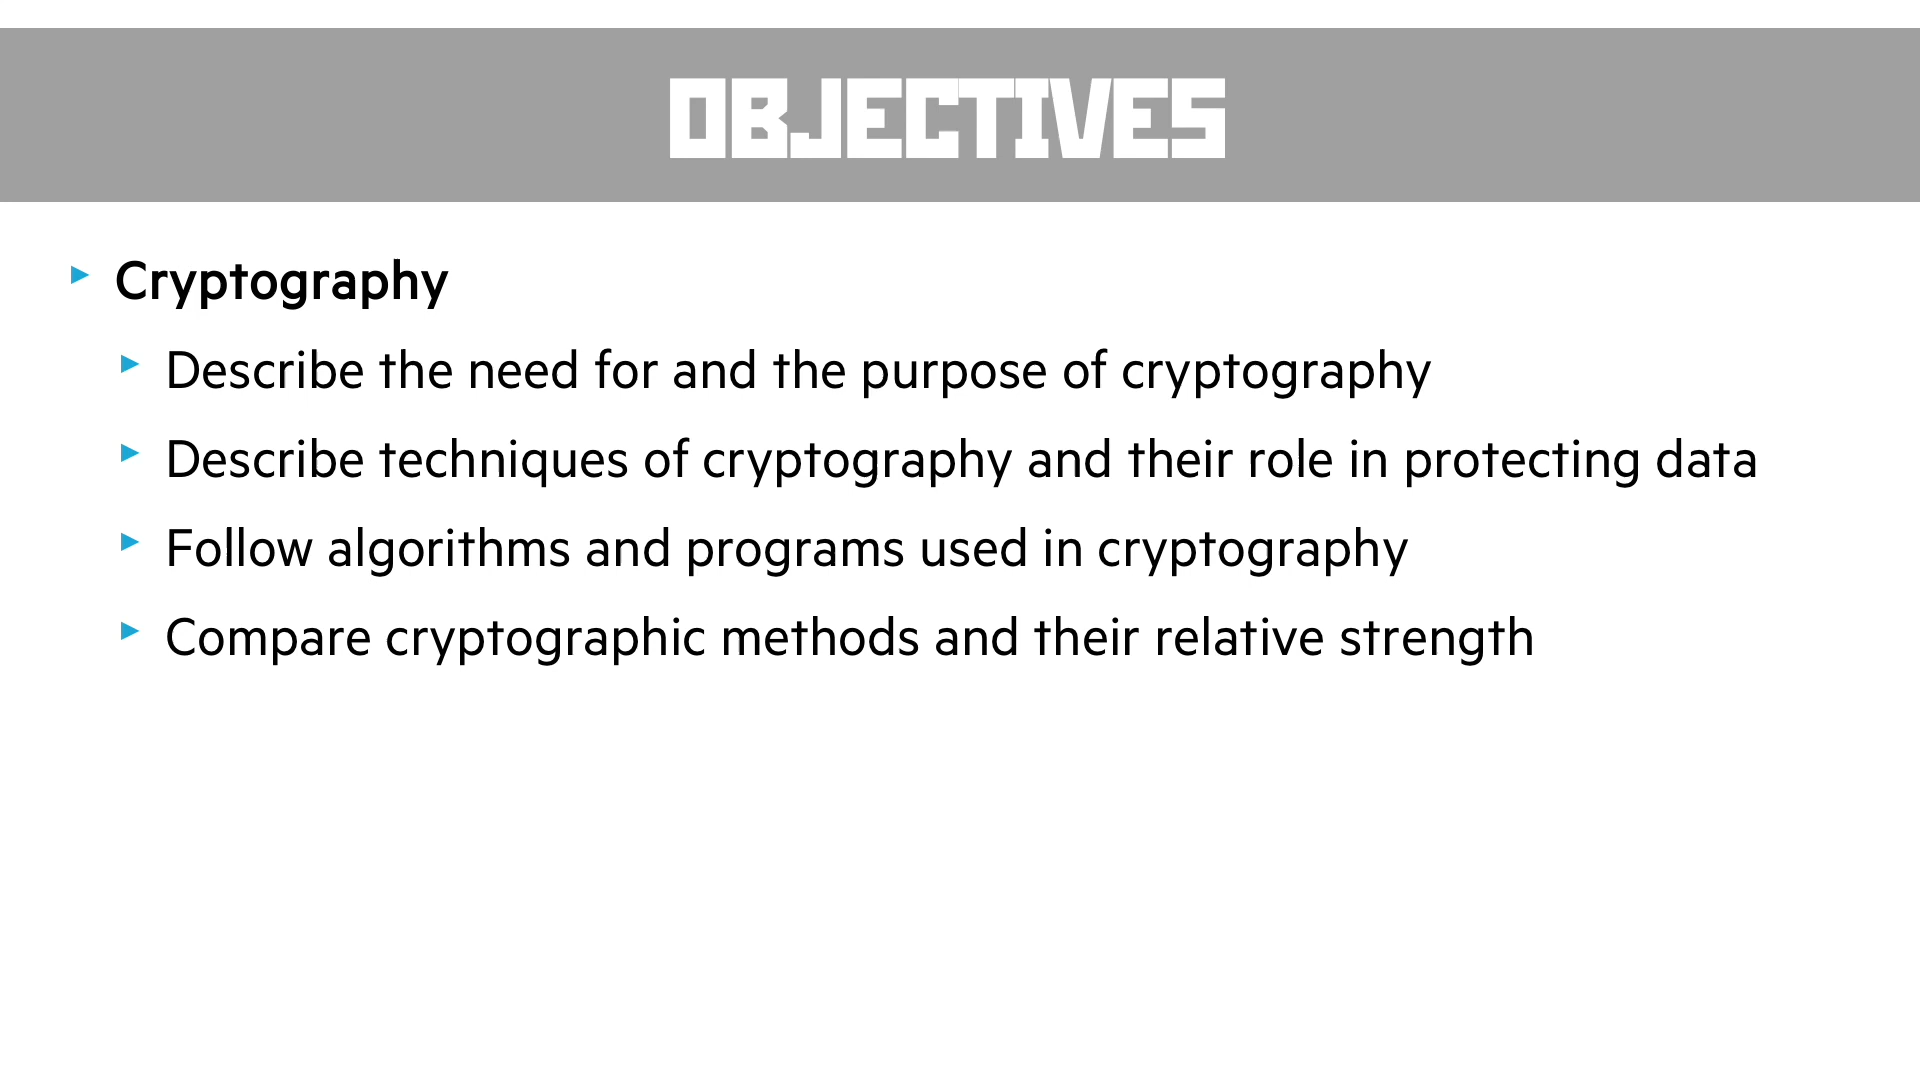 OBJECTIVES
Cryptography
Describe the need for and the purpose of cryptography
Describe techniques of cryptography and their role in protecting data
Follow algorithms and programs used in cryptography
Compare cryptographic methods and their relative strength